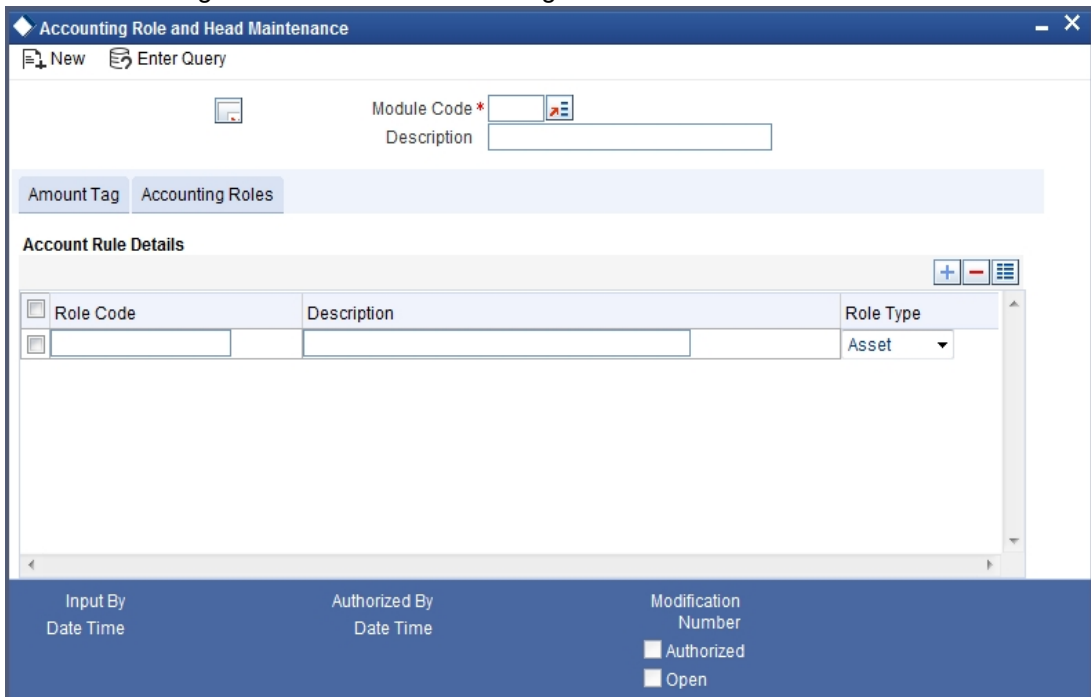 Accounting Role and Head Maintenance
New Enter Query
Module Code *
Description
Amount Tag Accounting Roles
Account Rule Details
Role Code Description Role Type
Asset
Input By Authorized By Modification
Number
Date Time Date Time
Authorized
Open